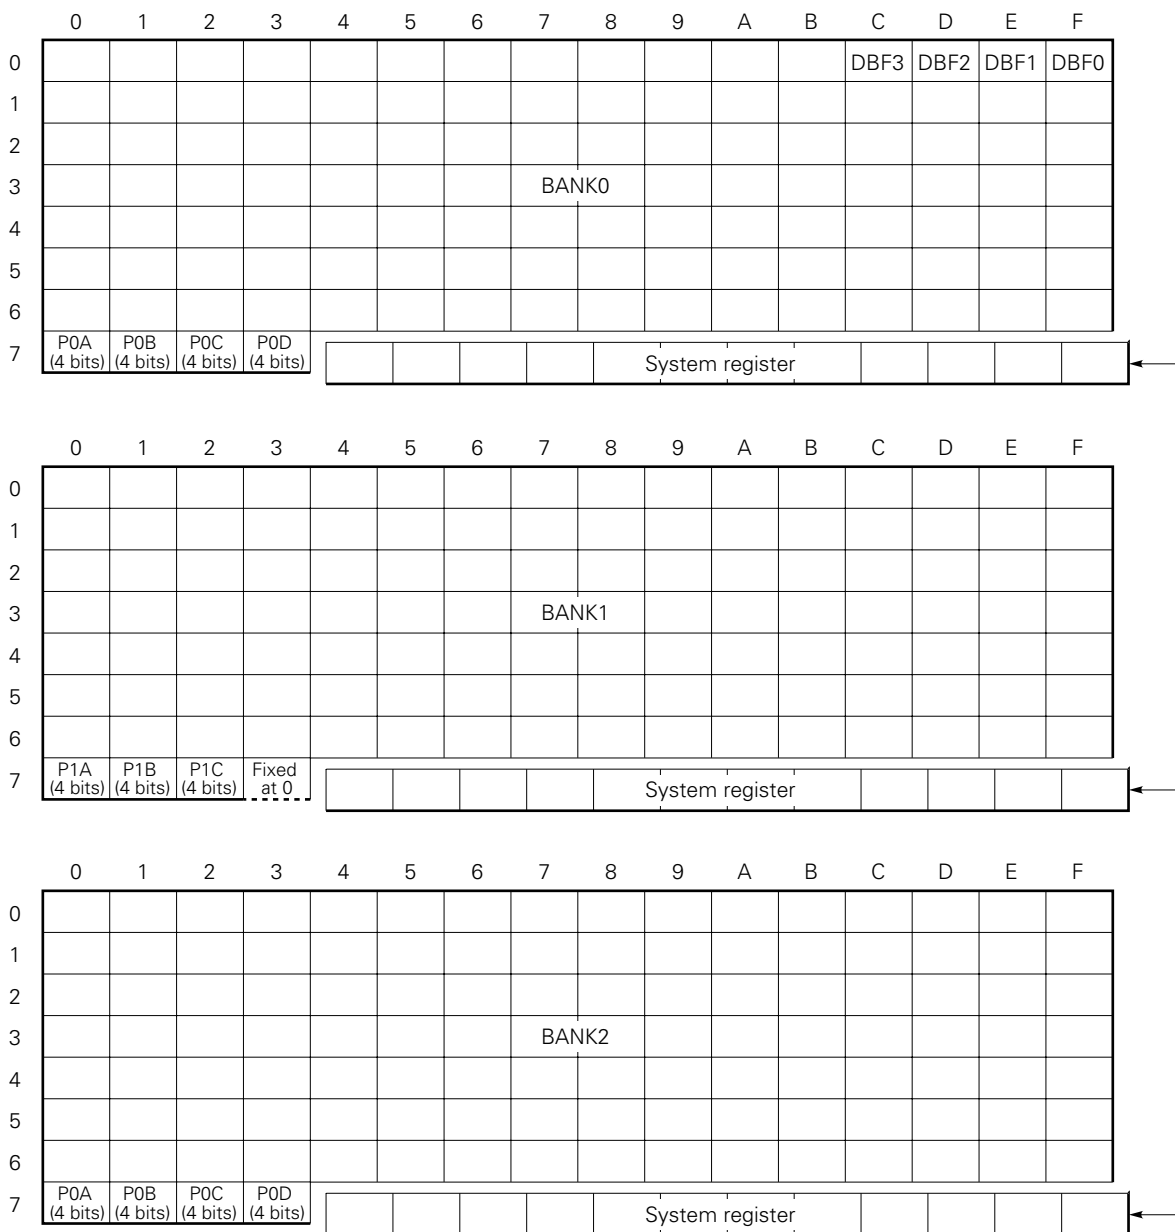 0 1 2 3 4 5 6 7 8 9 A B C D E F
0 DBF3 DBF2 DBF1 DBF0
1
2
3 BANK0
4
5
6
7 P0A (4 bits) P0B (4 bits) P0C (4 bits) P0D (4 bits) System register
0 1 2 3 4 5 6 7 8 9 A B C D E F
0
1
2
3 BANK1
4
5
6
7 P1A (4 bits) P1B (4 bits) P1C (4 bits) Fixed at 0 System register
0 1 2 3 4 5 6 7 8 9 A B C D E F
0
1
2
3 BANK2
4
5
6
7 P0A (4 bits) P0B (4 bits) P0C (4 bits) P0D (4 bits) System register